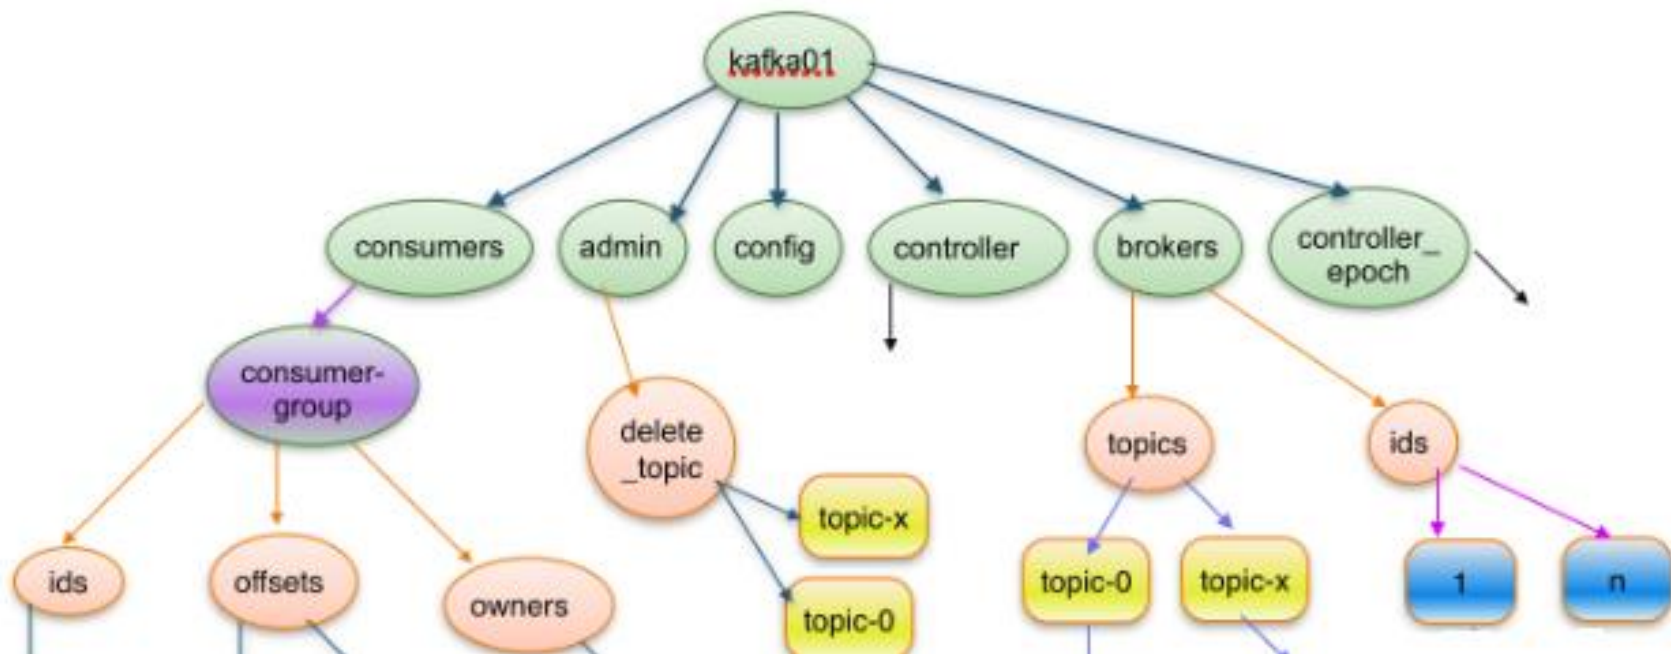 kafka01
consumers
admin
config
controller
brokers
controller_
epoch
consumer-
group
delete
_topic
topics
ids
topic-x
ids
offsets
owners
topic-0
topic-0
topic-x
1
n